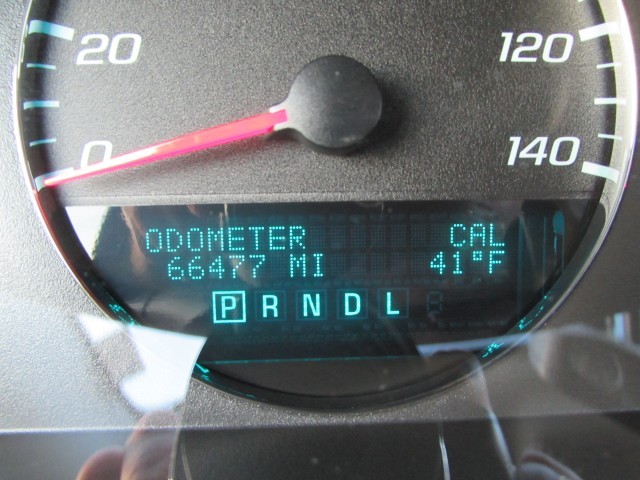 20 120
0 140
ODOMETER CAL
66477 MI 41°F
P R N D L